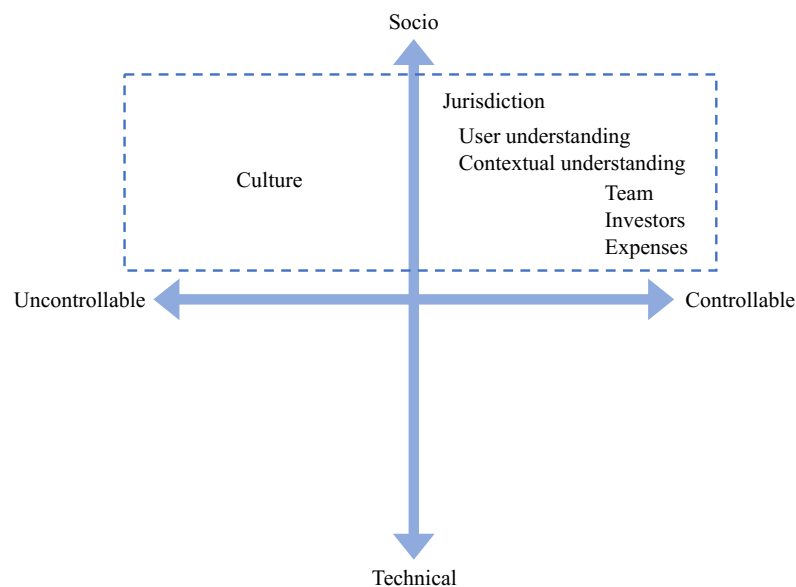 Socio
Jurisdiction
User understanding
Contextual understanding
Culture
Team
Investors
Expenses
Uncontrollable
Controllable
Technical